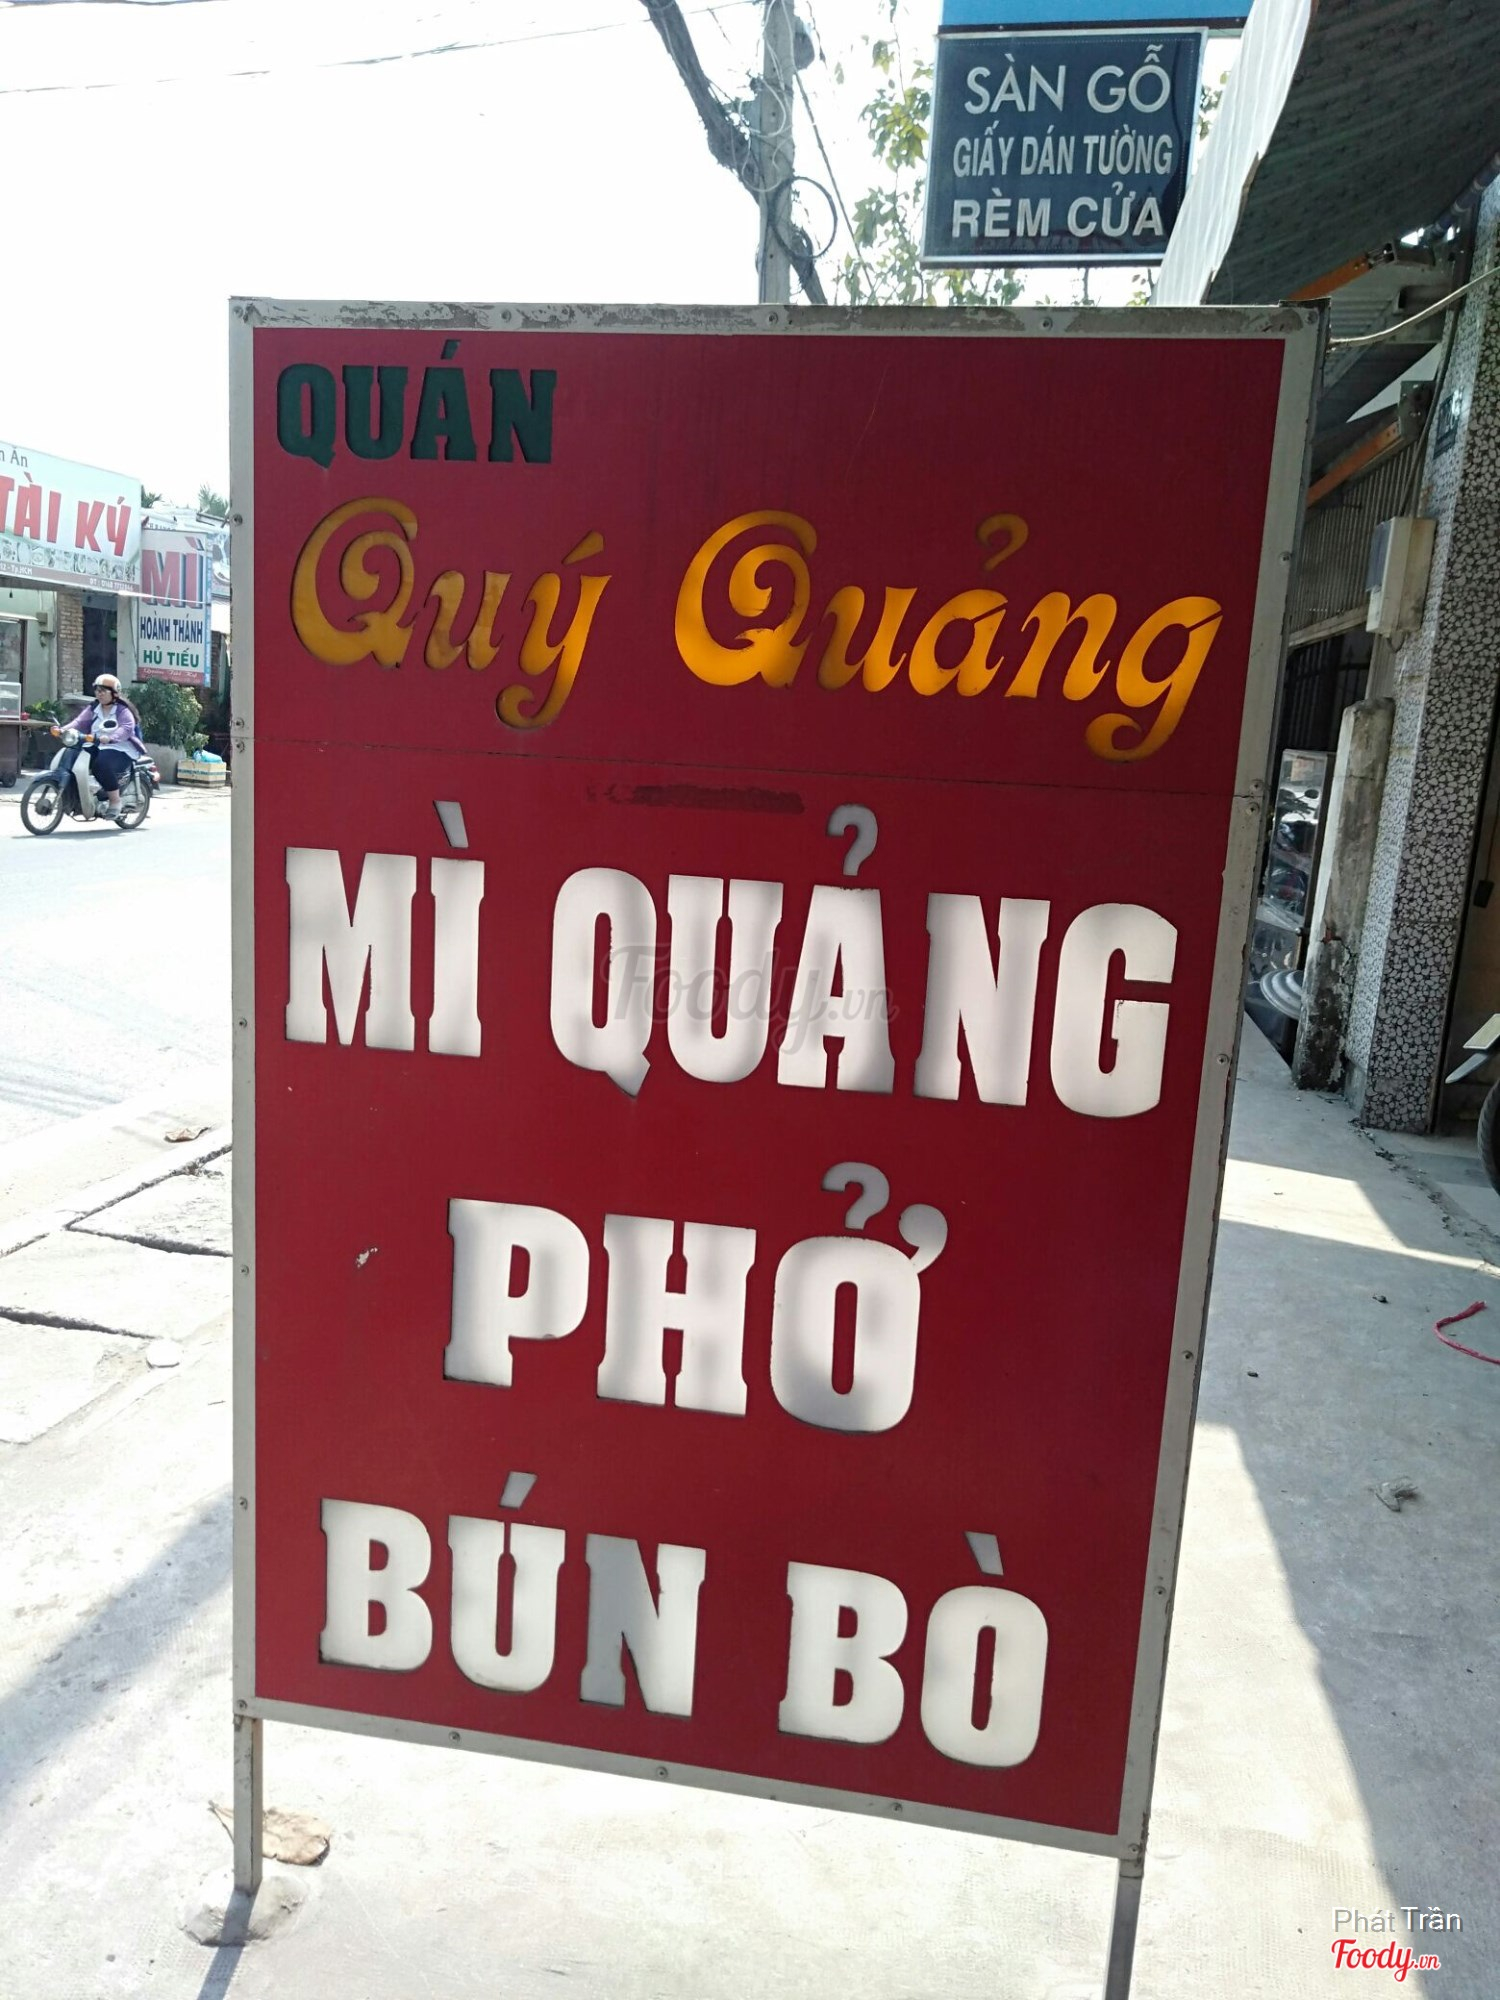 SÀN GỖ
GIẤY DÁN TƯỜNG
RÈM CỬA
QUÁN
Quý Quảng
MÌ QUẢNG
PHỞ
BÚN BÒ
TÀI KÝ
MÌ
HOÀNH THÁNH
HỦ TIẾU
Foody.vn
Phát Trần
Foody.vn